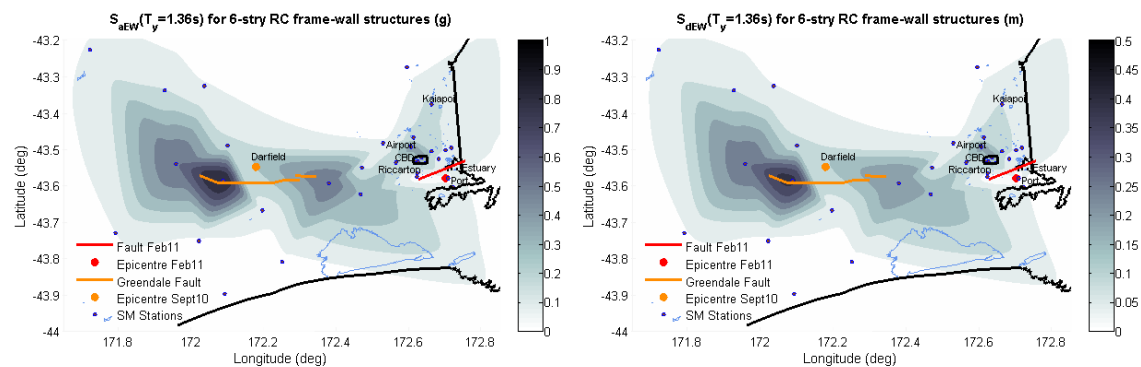 S_aEW(T_y=1.36s) for 6-stry RC frame-wall structures (g)
-43.2
-43.3
-43.4
-43.5
-43.6
-43.7
-43.8
-43.9
-44
Latitude (deg)
Kaiapoi
Darfield
Airport
CBD
Riccarton
Estuary
Port
Fault Feb11
Epicentre Feb11
Greendale Fault
Epicentre Sept10
SM Stations
171.8 172 172.2 172.4 172.6 172.8
Longitude (deg)
1
0.9
0.8
0.7
0.6
0.5
0.4
0.3
0.2
0.1
0
S_dEW(T_y=1.36s) for 6-stry RC frame-wall structures (m)
-43.2
-43.3
-43.4
-43.5
-43.6
-43.7
-43.8
-43.9
-44
Latitude (deg)
Kaiapoi
Darfield
Airport
CBD
Riccarton
Estuary
Port
Fault Feb11
Epicentre Feb11
Greendale Fault
Epicentre Sept10
SM Stations
171.8 172 172.2 172.4 172.6 172.8
Longitude (deg)
0.5
0.45
0.4
0.35
0.3
0.25
0.2
0.15
0.1
0.05
0